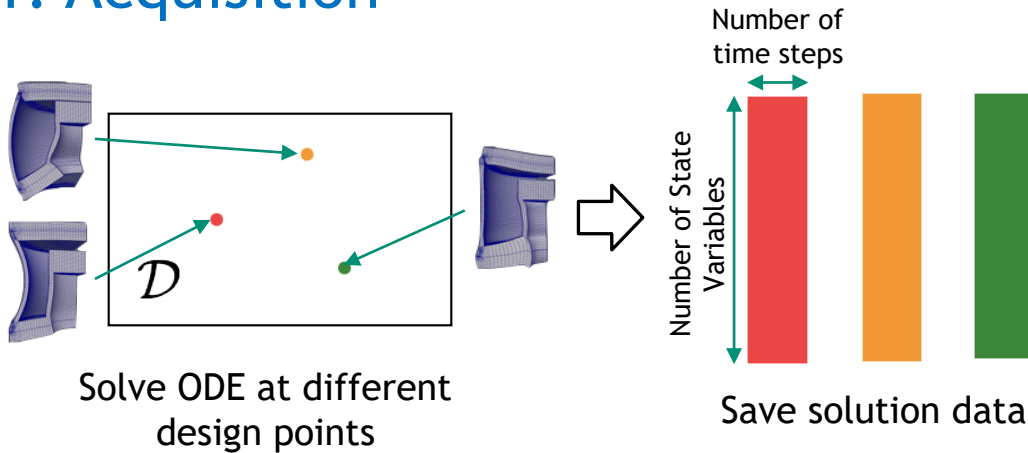 1. Acquisition
Number of
time steps
Number of State
Variables
𝒟
Solve ODE at different
design points
Save solution data